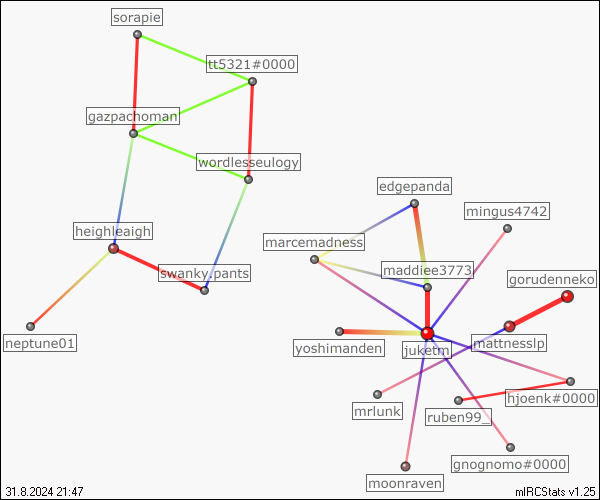 sorapie
tt5321#0000
gazpachoman
wordlesseulogy
edgepanda
mingus4742
heighleaigh
marcemadness
swanky.pants
maddiee3773
gorudenneko
neptune01
yoshimanden
juketm
mattnesslp
mrlunk
ruben99_
hjoenk#0000
gnognomo#0000
moonraven
31.8.2024 21:47
mIRCStats v1.25